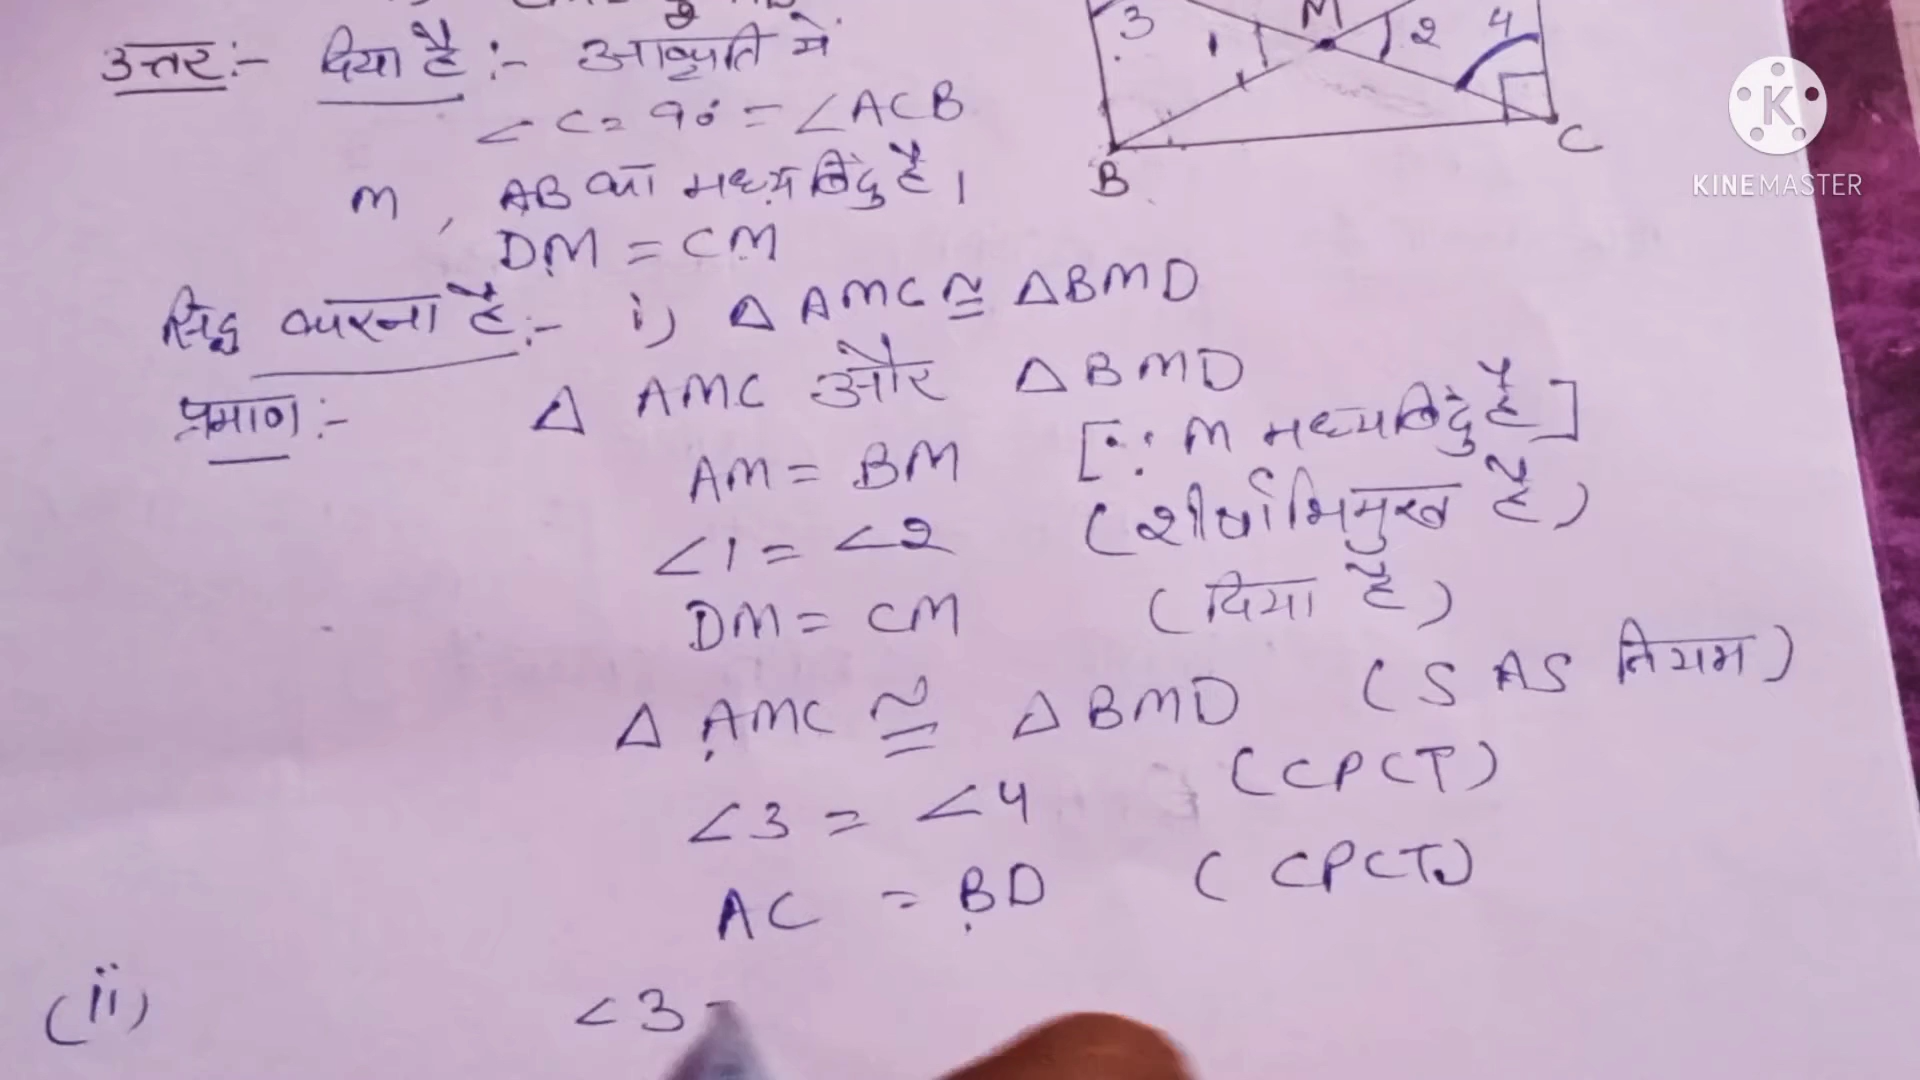 उत्तर:- दिया है:- आकृति में
∠C = 90° = ∠ACB
M, AB का मध्य बिंदु है।
DM = CM
सिद्ध करना है:- i) △AMC ≅ △BMD
प्रमाण:- △ AMC और △BMD
AM = BM [∵ M मध्यबिंदु है]
∠1 = ∠2 (शीर्षाभिमुख है)
DM = CM (दिया है)
△ AMC ≅ △BMD (SAS नियम)
∠3 = ∠4 (CPCT)
AC = BD (CPCT)
(ii) ∠3
3 1 M 2 4
B C
K
KINEMASTER